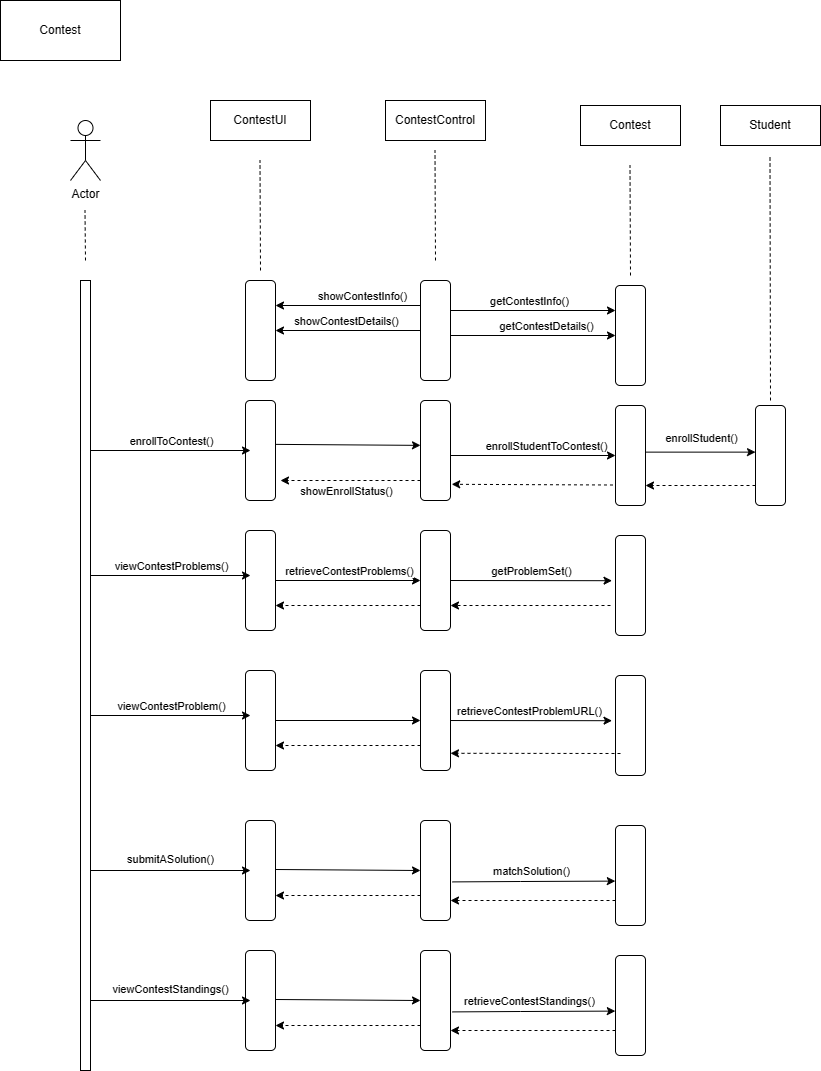 Contest
ContestUI
ContestControl
Contest
Student
Actor
showContestInfo()
getContestInfo()
showContestDetails()
getContestDetails()
enrollToContest()
enrollStudentToContest()
enrollStudent()
showEnrollStatus()
viewContestProblems()
retrieveContestProblems()
getProblemSet()
viewContestProblem()
retrieveContestProblemURL()
submitASolution()
matchSolution()
viewContestStandings()
retrieveContestStandings()